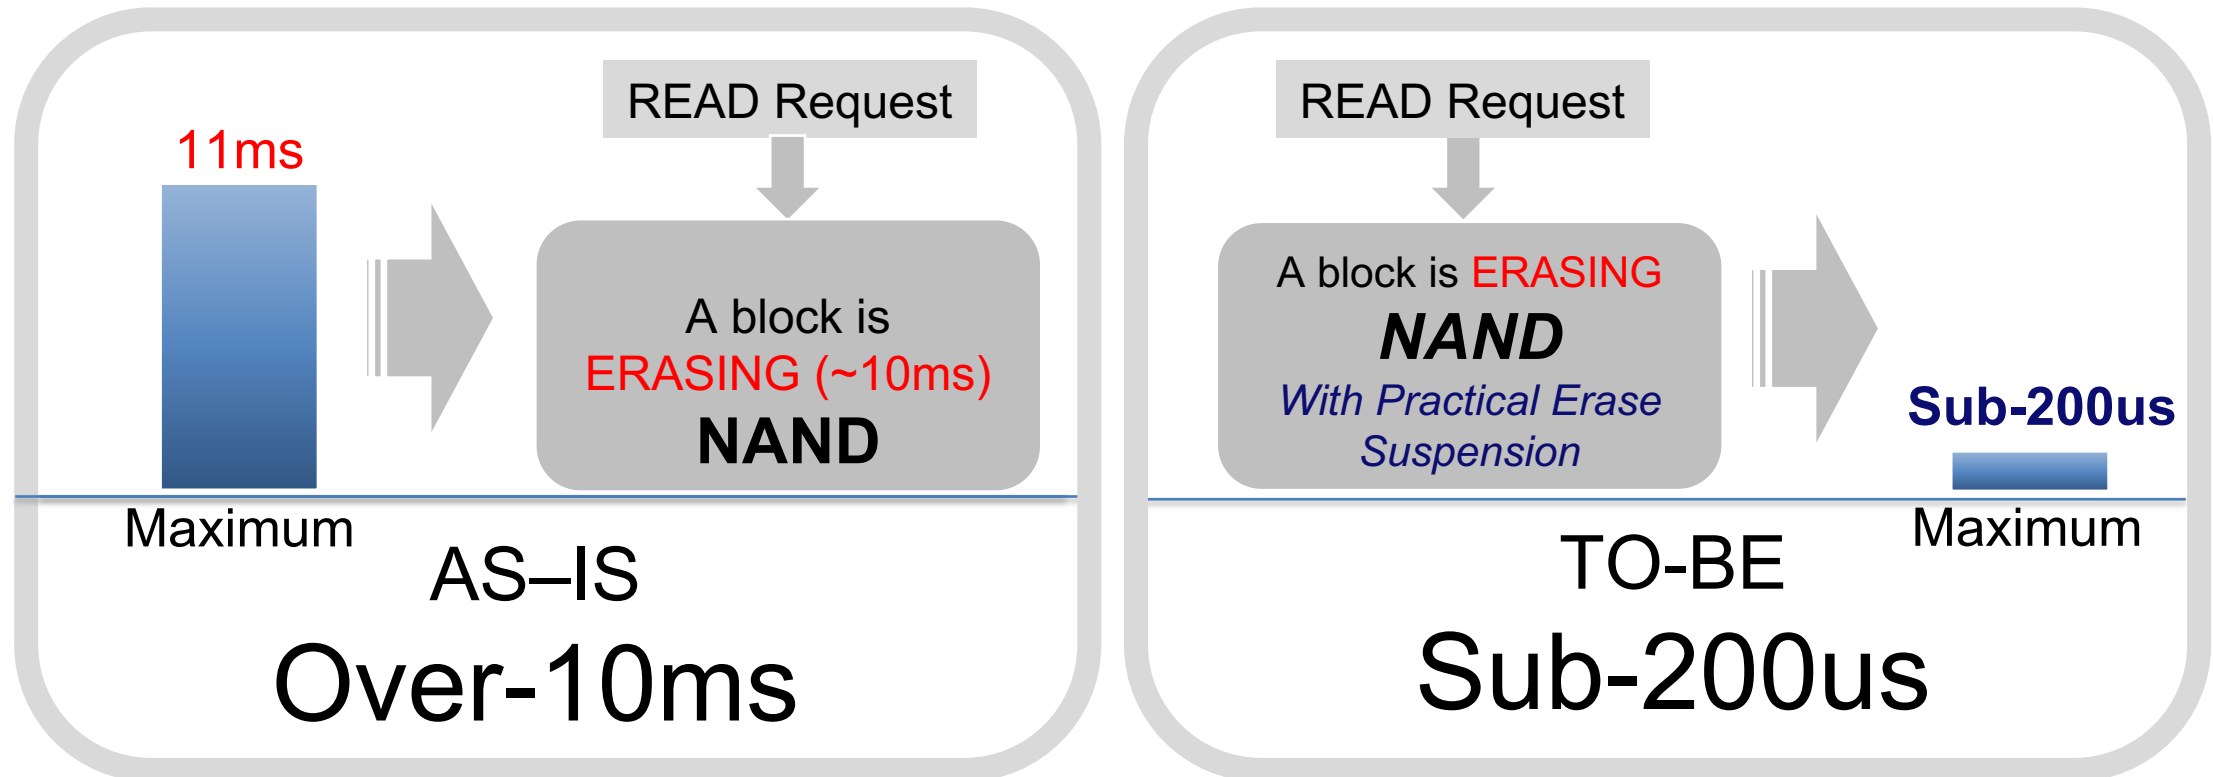 READ Request
11ms
A block is
ERASING (~10ms)
NAND
Maximum
AS–IS
Over-10ms
READ Request
A block is ERASING
NAND
With Practical Erase
Suspension
Sub-200us
Maximum
TO-BE
Sub-200us